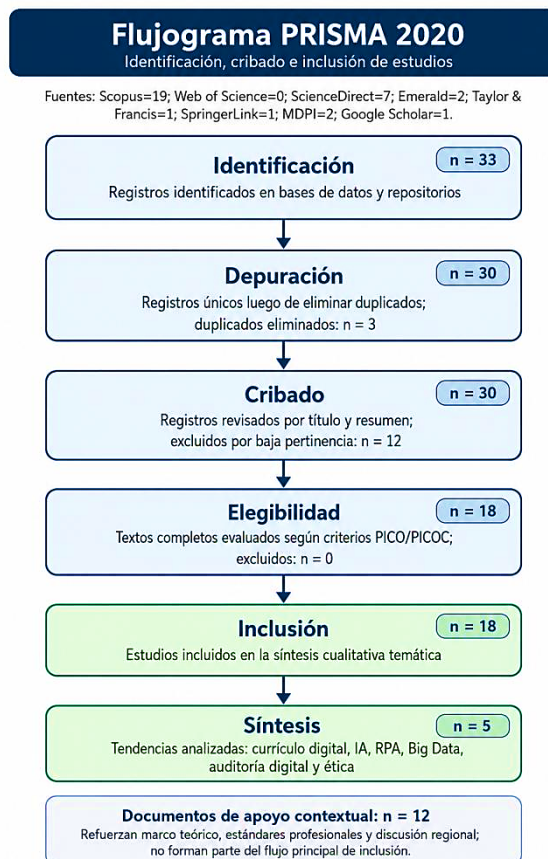 Flujograma PRISMA 2020
Identificación, cribado e inclusión de estudios
Fuentes: Scopus=19; Web of Science=0; ScienceDirect=7; Emerald=2; Taylor &
Francis=1; SpringerLink=1; MDPI=2; Google Scholar=1.
Identificación
n = 33
Registros identificados en bases de datos y repositorios
Depuración
n = 30
Registros únicos luego de eliminar duplicados;
duplicados eliminados: n = 3
Cribado
n = 30
Registros revisados por título y resumen;
excluidos por baja pertinencia: n = 12
Elegibilidad
n = 18
Textos completos evaluados según criterios PICO/PICOC;
excluidos: n = 0
Inclusión
n = 18
Estudios incluidos en la síntesis cualitativa temática
Síntesis
n = 5
Tendencias analizadas: currículo digital, IA, RPA, Big Data,
auditoría digital y ética
Documentos de apoyo contextual: n = 12
Refuerzan marco teórico, estándares profesionales y discusión regional;
no forman parte del flujo principal de inclusión.